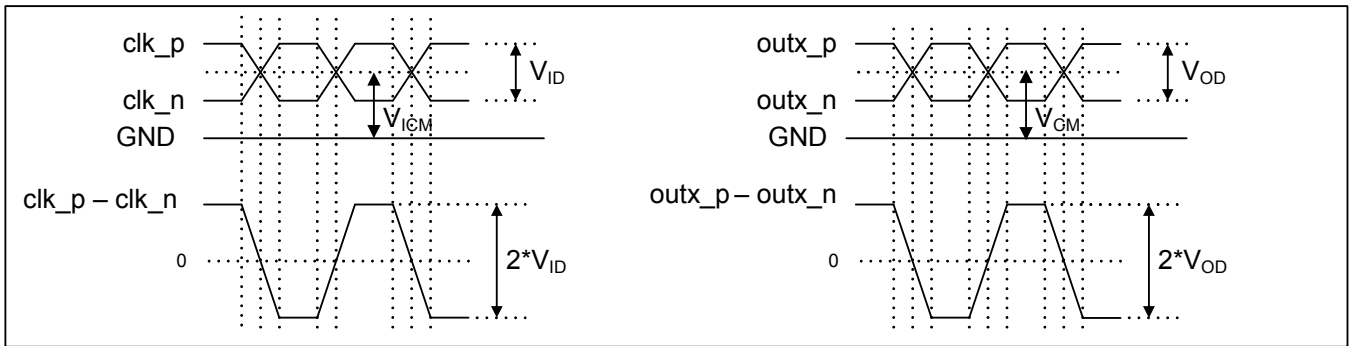 clk_p
V_ID
clk_n
V_ICM
GND
clk_p – clk_n
0
2*V_ID
outx_p
V_OD
outx_n
V_CM
GND
outx_p – outx_n
0
2*V_OD